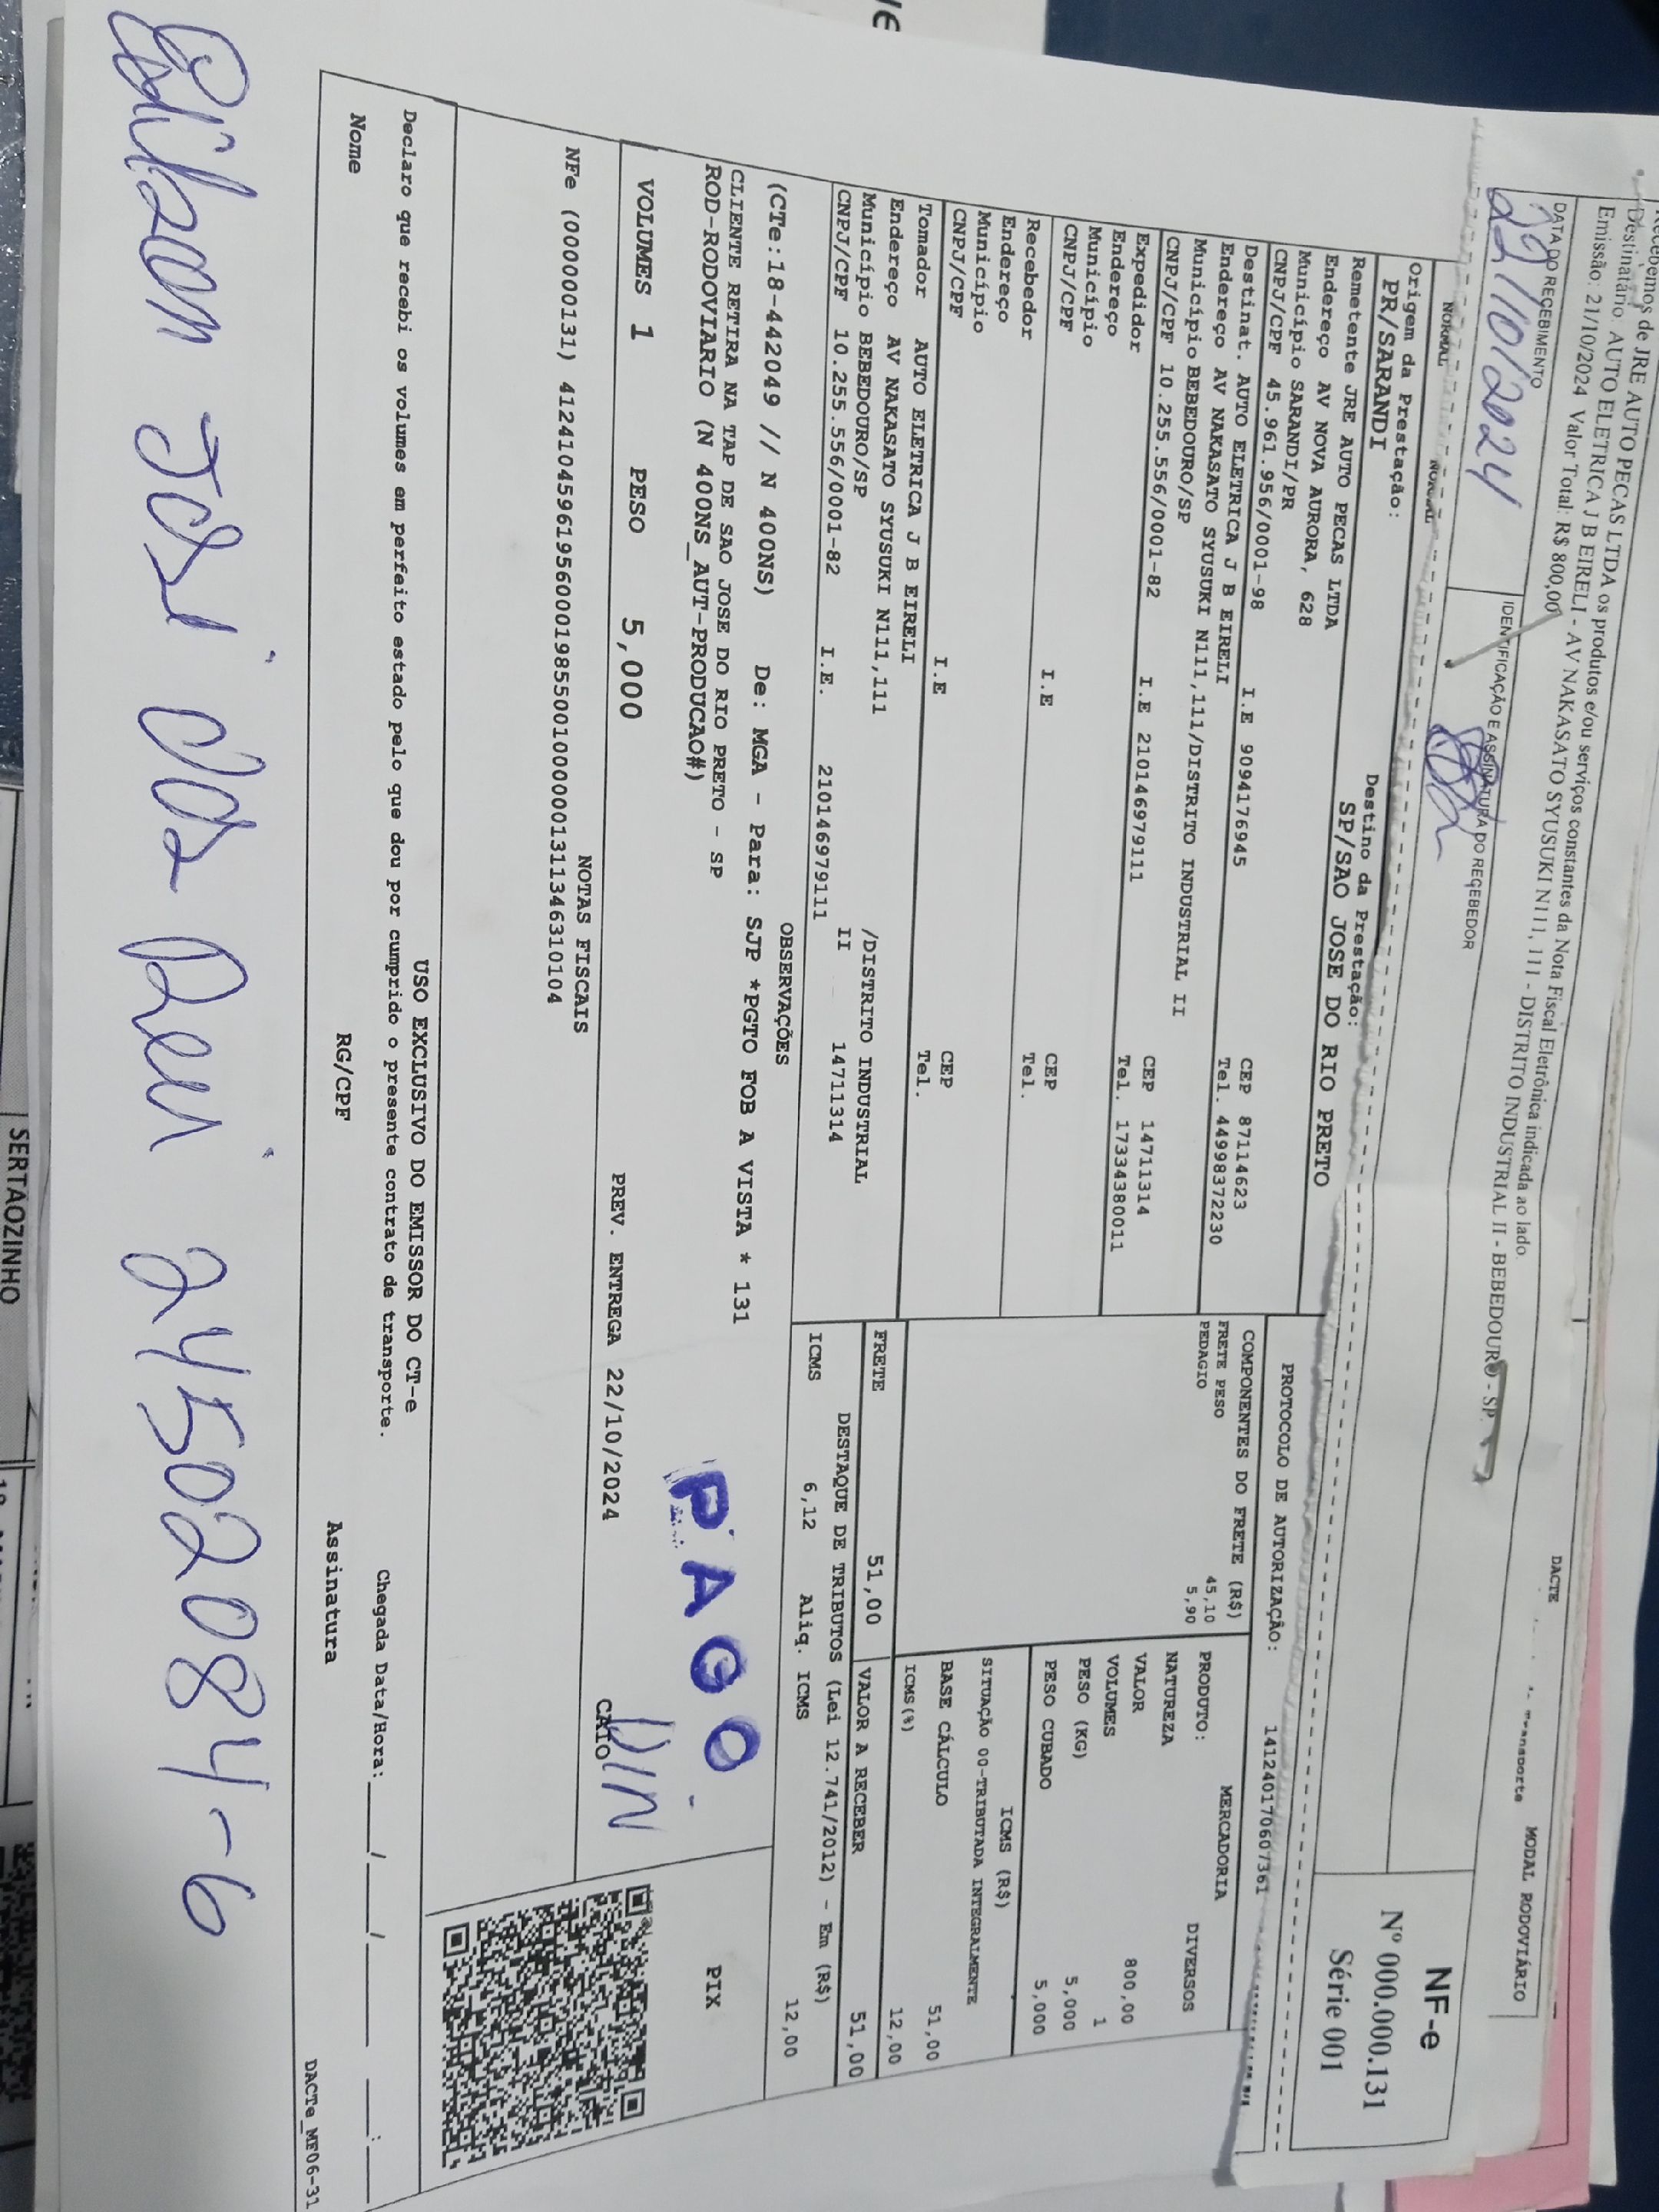 Recebemos de JRE AUTO PECAS LTDA os produtos e/ou serviços constantes da Nota Fiscal Eletrônica indicada ao lado
Destinatário AUTO ELETRICA J B EIRELI - AV NAKASATO SYUSUKI N111, 111 - DISTRITO INDUSTRIAL II - BEBEDOURO - SP
Emissão: 21/10/2024 Valor Total: R$ 800,00
DATA DO RECEBIMENTO
22/10/2024
IDENTIFICAÇÃO E ASSINATURA DO RECEBEDOR
NF-e
Nº 000.000.131
Série 001
DACTE
MODAL RODOVIÁRIO
NORMAL
NORMAL
PROTOCOLO DE AUTORIZAÇÃO: 141240170607361
Origem da Prestação:
PR/SARANDI
Destino da Prestação:
SP/SAO JOSE DO RIO PRETO
Remetente JRE AUTO PECAS LTDA
Endereço AV NOVA AURORA, 628
Município SARANDI/PR CEP 87114623
CNPJ/CPF 45.961.956/0001-98 I.E 9094176945 Tel. 44998372230
Destinat. AUTO ELETRICA J B EIRELI
Endereço AV NAKASATO SYUSUKI N111,111/DISTRITO INDUSTRIAL II
Município BEBEDOURO/SP CEP 14711314
CNPJ/CPF 10.255.556/0001-82 I.E 210146979111 Tel. 17334380011
Expedidor
Endereço
Município CEP
CNPJ/CPF I.E Tel.
Recebedor
Endereço
Município CEP
CNPJ/CPF I.E Tel.
Tomador AUTO ELETRICA J B EIRELI
Endereço AV NAKASATO SYUSUKI N111,111 /DISTRITO INDUSTRIAL
Município BEBEDOURO/SP II 14711314
CNPJ/CPF 10.255.556/0001-82 I.E. 210146979111
COMPONENTES DO FRETE (R$)
FRETE PESO 45,10
PEDAGIO 5,90
MERCADORIA
PRODUTO: DIVERSOS
NATUREZA
VALOR 800,00
VOLUMES 1
PESO (KG) 5,000
PESO CUBADO 5,000
ICMS (R$)
SITUAÇÃO 00-TRIBUTADA INTEGRALMENTE
BASE CÁLCULO 51,00
ICMS(%) 12,00
FRETE 51,00
VALOR A RECEBER 51,00
DESTAQUE DE TRIBUTOS (Lei 12.741/2012) - Em (R$)
ICMS 6,12 Aliq. ICMS 12,00
OBSERVAÇÕES
(CTe:18-442049 // N 400NS) De: MGA - Para: SJP *PGTO FOB A VISTA * 131
CLIENTE RETIRA NA TAP DE SAO JOSE DO RIO PRETO - SP
ROD-RODOVIARIO (N 400NS_AUT-PRODUCAO#)
PAGO
PIX
DIN
CAIO
VOLUMES 1 PESO 5,000 PREV. ENTREGA 22/10/2024
NOTAS FISCAIS
NFe (000000131) 41241045961956000198550010000001311346310104
USO EXCLUSIVO DO EMISSOR DO CT-e
Declaro que recebi os volumes em perfeito estado pelo que dou por cumprido o presente contrato de transporte.
Chegada Data/Hora:____/____/____ ___:___
Nome RG/CPF Assinatura
DACTe_MF06-31
24502084-6
SERTAOZINHO